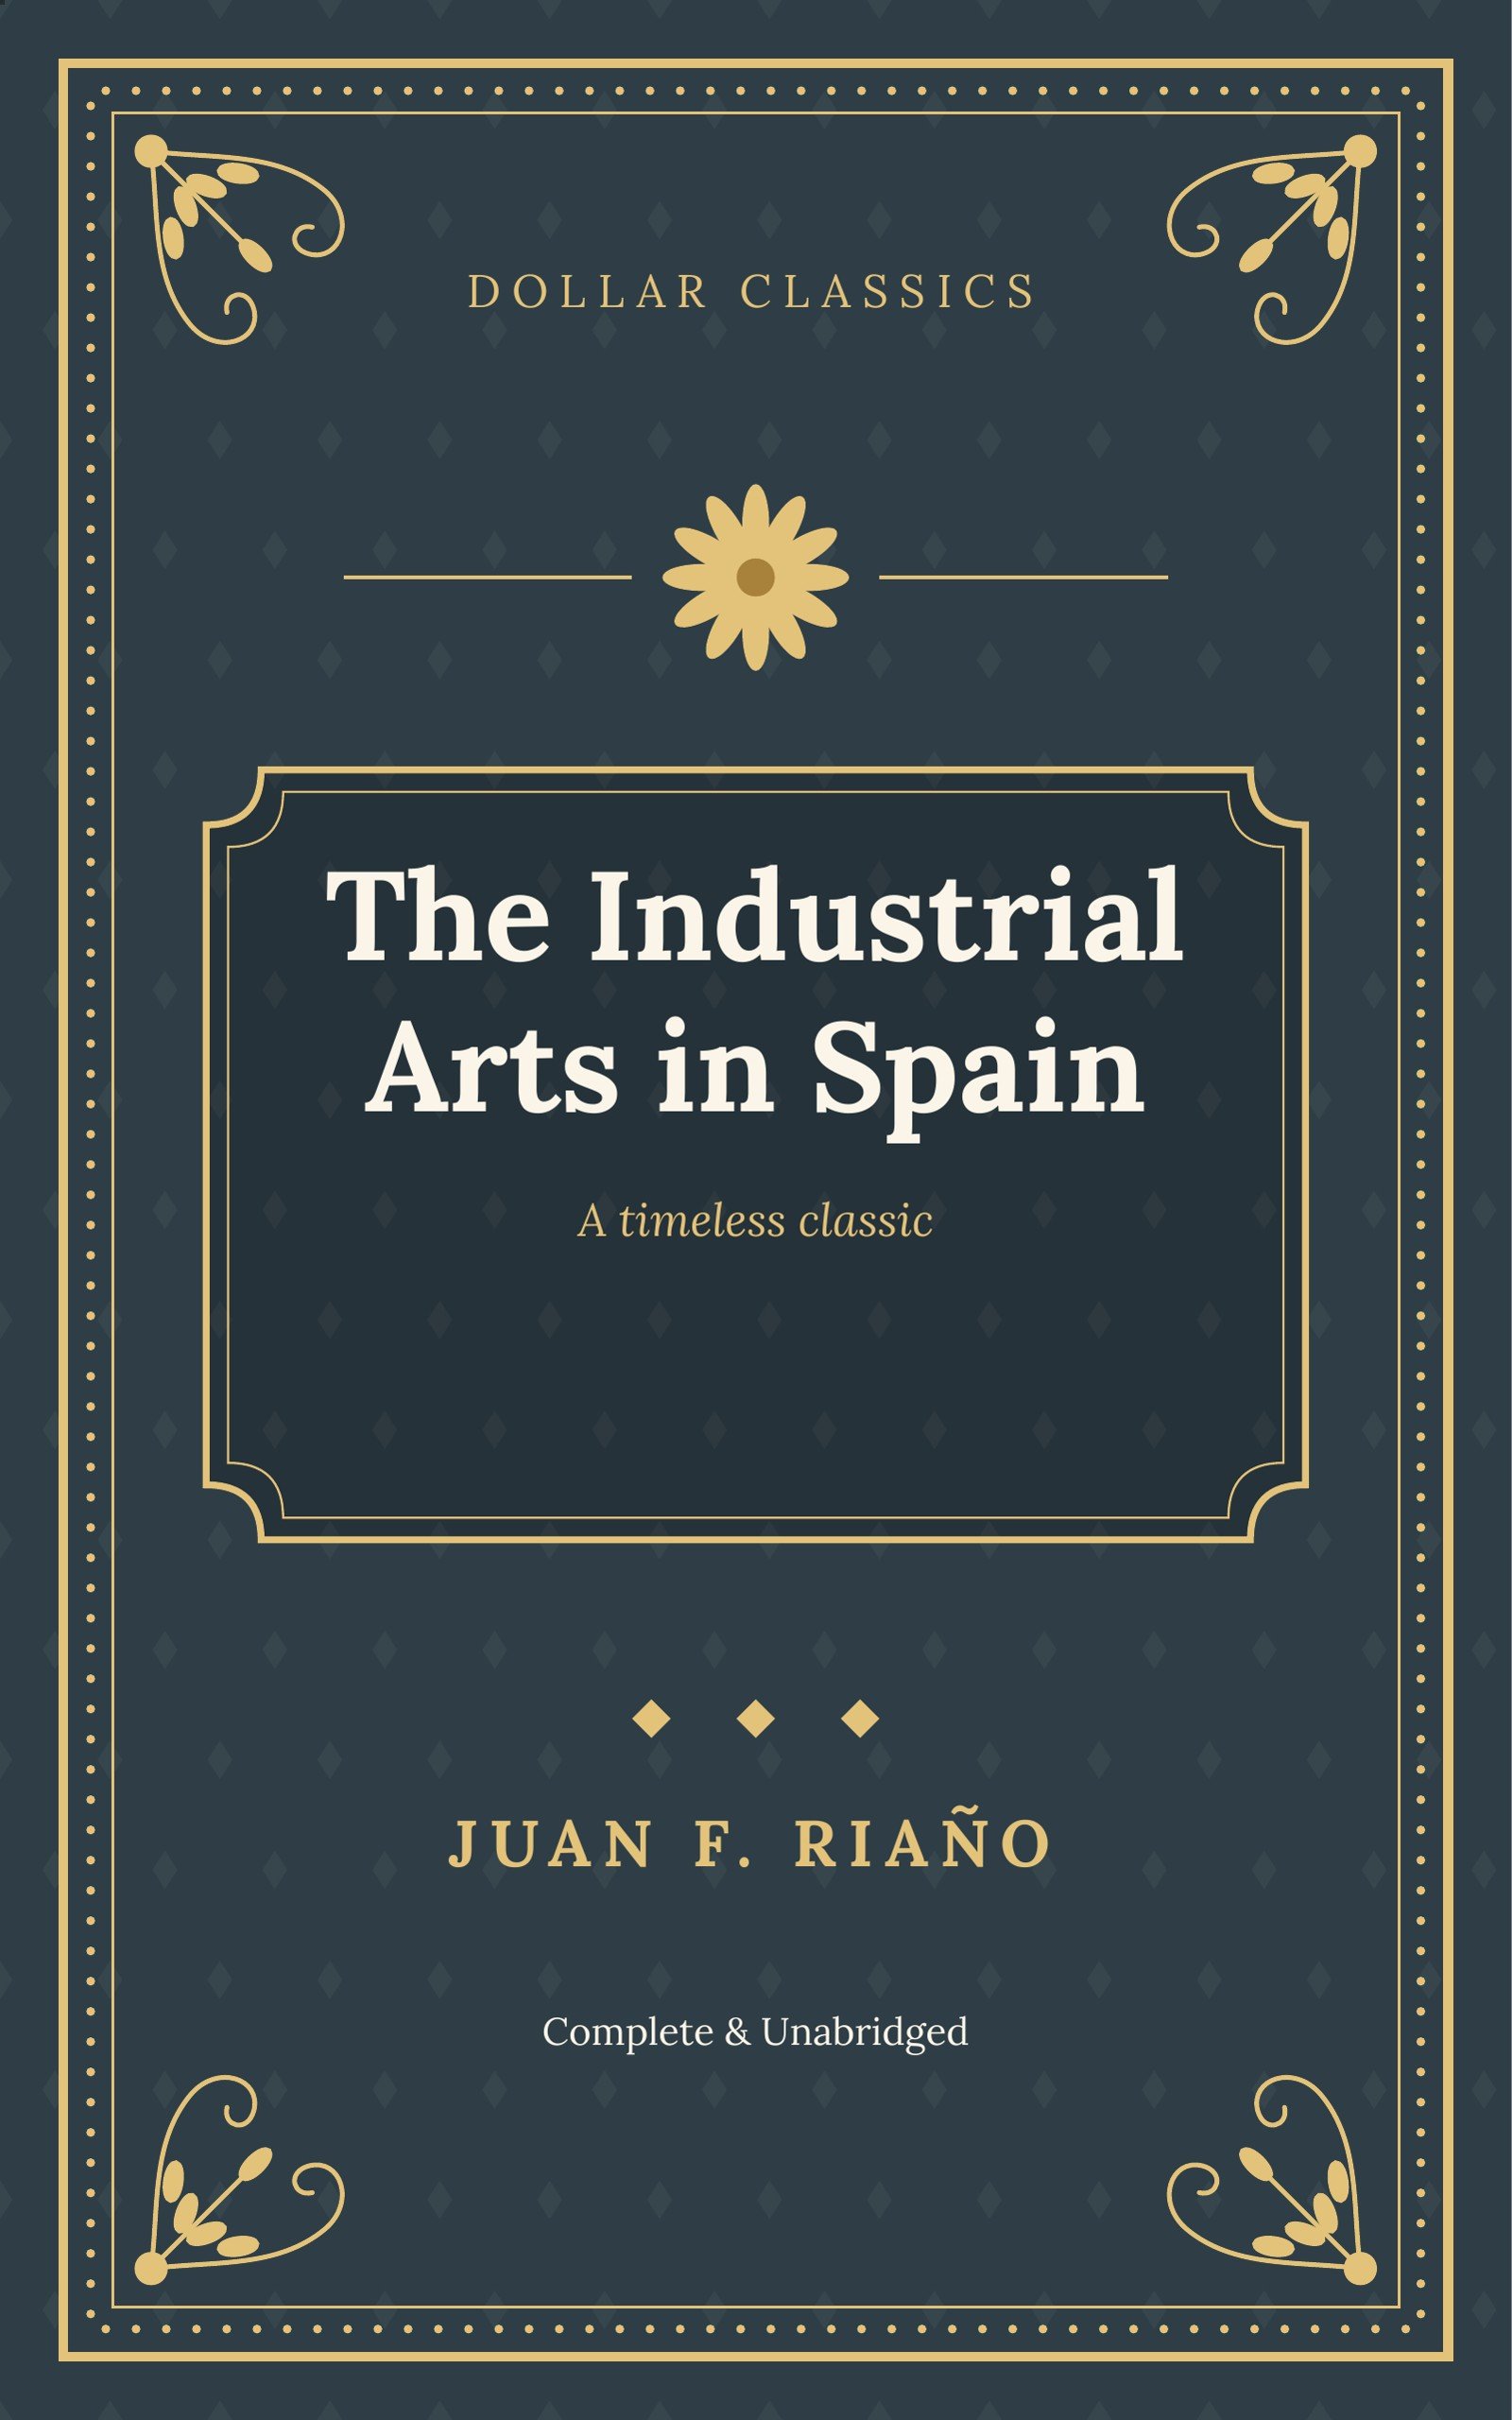 DOLLAR CLASSICS
The Industrial
Arts in Spain
A timeless classic
JUAN F. RIAÑO
Complete & Unabridged